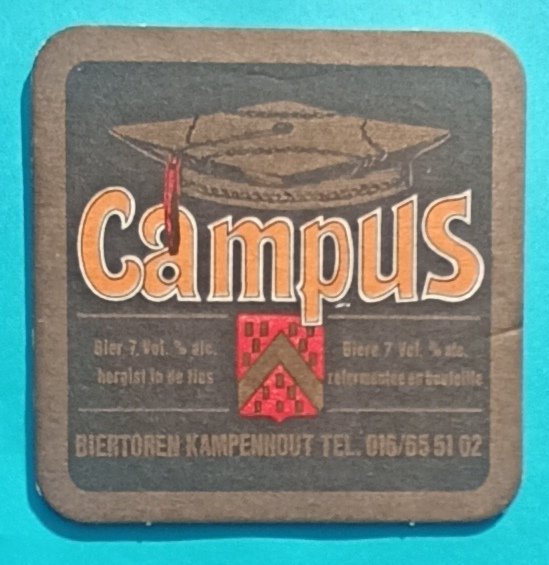 Campus
Bier 7 Vol. % alc.
hergist in de fles
Biere 7 Vol. % alc.
refermentée en bouteille
BIERTOREN KAMPENHOUT TEL. 016/65 51 02